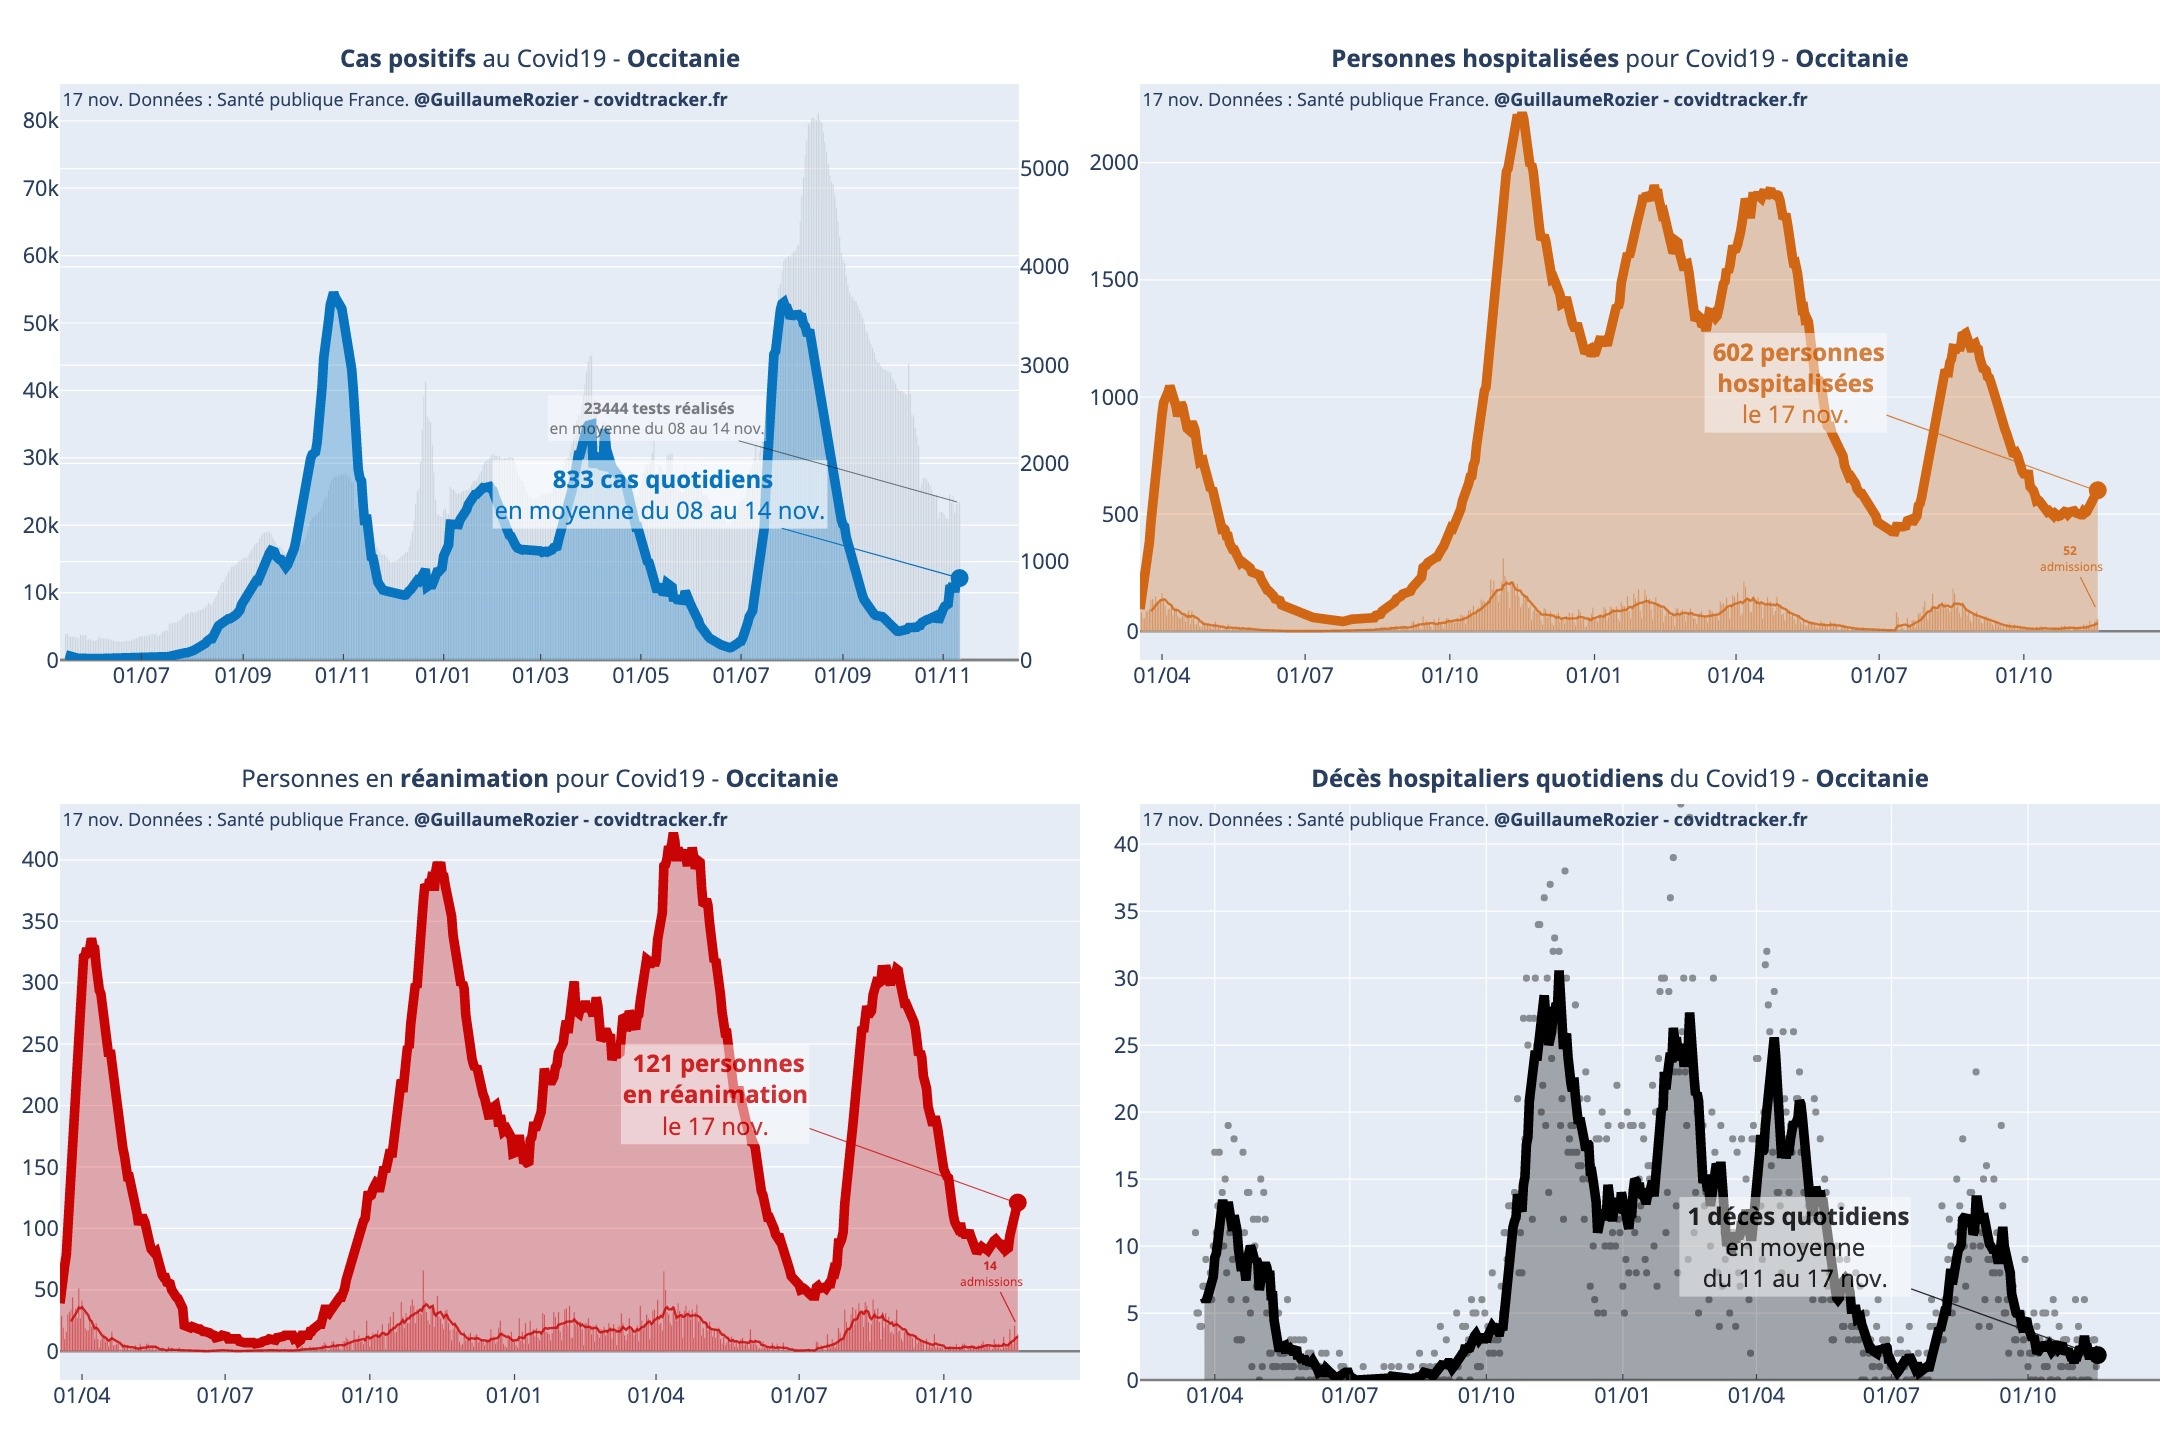 Cas positifs au Covid19 - Occitanie
17 nov. Données : Santé publique France. @GuillaumeRozier - covidtracker.fr
80k
70k
60k
50k
40k
30k
20k
10k
0
5000
4000
3000
2000
1000
0
23444 tests réalisés
en moyenne du 08 au 14 nov.
833 cas quotidiens
en moyenne du 08 au 14 nov.
01/07 01/09 01/11 01/01 01/03 01/05 01/07 01/09 01/11
Personnes hospitalisées pour Covid19 - Occitanie
17 nov. Données : Santé publique France. @GuillaumeRozier - covidtracker.fr
2000
1500
1000
500
0
602 personnes
hospitalisées
le 17 nov.
52
admissions
01/04 01/07 01/10 01/01 01/04 01/07 01/10
Personnes en réanimation pour Covid19 - Occitanie
17 nov. Données : Santé publique France. @GuillaumeRozier - covidtracker.fr
400
350
300
250
200
150
100
50
0
121 personnes
en réanimation
le 17 nov.
14
admissions
01/04 01/07 01/10 01/01 01/04 01/07 01/10
Décès hospitaliers quotidiens du Covid19 - Occitanie
17 nov. Données : Santé publique France. @GuillaumeRozier - covidtracker.fr
40
35
30
25
20
15
10
5
0
1 décès quotidiens
en moyenne
du 11 au 17 nov.
01/04 01/07 01/10 01/01 01/04 01/07 01/10